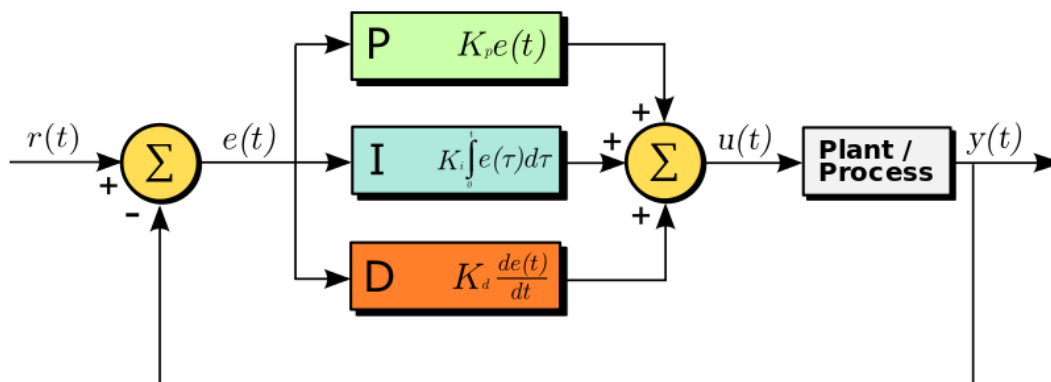 P K_p e(t)
r(t) + - Σ e(t)
I K_i ∫_0^t e(τ)dτ
+ + + Σ u(t)
Plant /
Process
y(t)
D K_d de(t)/dt